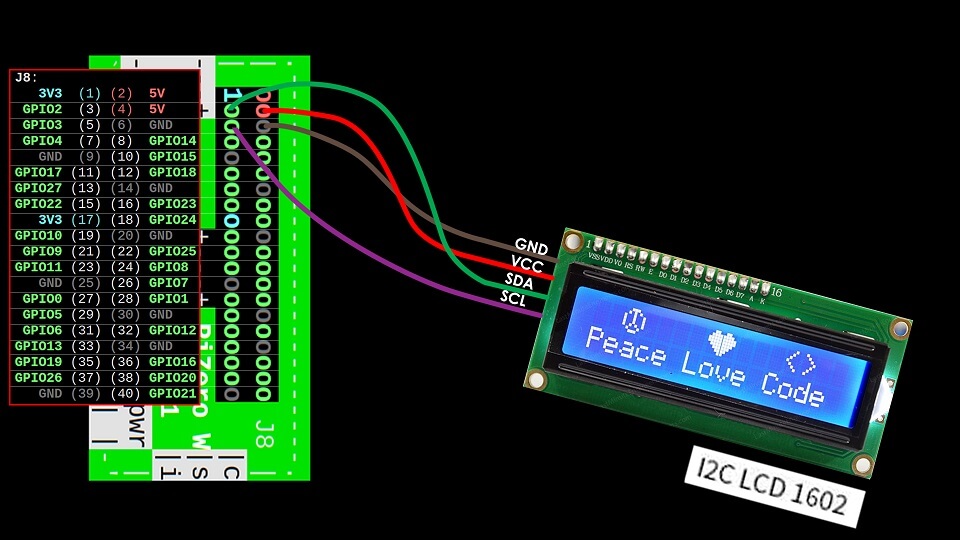 J8:
3V3 (1) (2) 5V
GPIO2 (3) (4) 5V
GPIO3 (5) (6) GND
GPIO4 (7) (8) GPIO14
GND (9) (10) GPIO15
GPIO17 (11) (12) GPIO18
GPIO27 (13) (14) GND
GPIO22 (15) (16) GPIO23
3V3 (17) (18) GPIO24
GPIO10 (19) (20) GND
GPIO9 (21) (22) GPIO25
GPIO11 (23) (24) GPIO8
GND (25) (26) GPIO7
GPIO0 (27) (28) GPIO1
GPIO5 (29) (30) GND
GPIO6 (31) (32) GPIO12
GPIO13 (33) (34) GND
GPIO19 (35) (36) GPIO16
GPIO26 (37) (38) GPIO20
GND (39) (40) GPIO21
1
J8
Pi Zero W
1
pwr
c
s
i
GND
VCC
SDA
SCL
1
16
VSS VDD V0 RS RW E D0 D1 D2 D3 D4 D5 D6 D7 A K
Peace Love Code
I2C LCD 1602